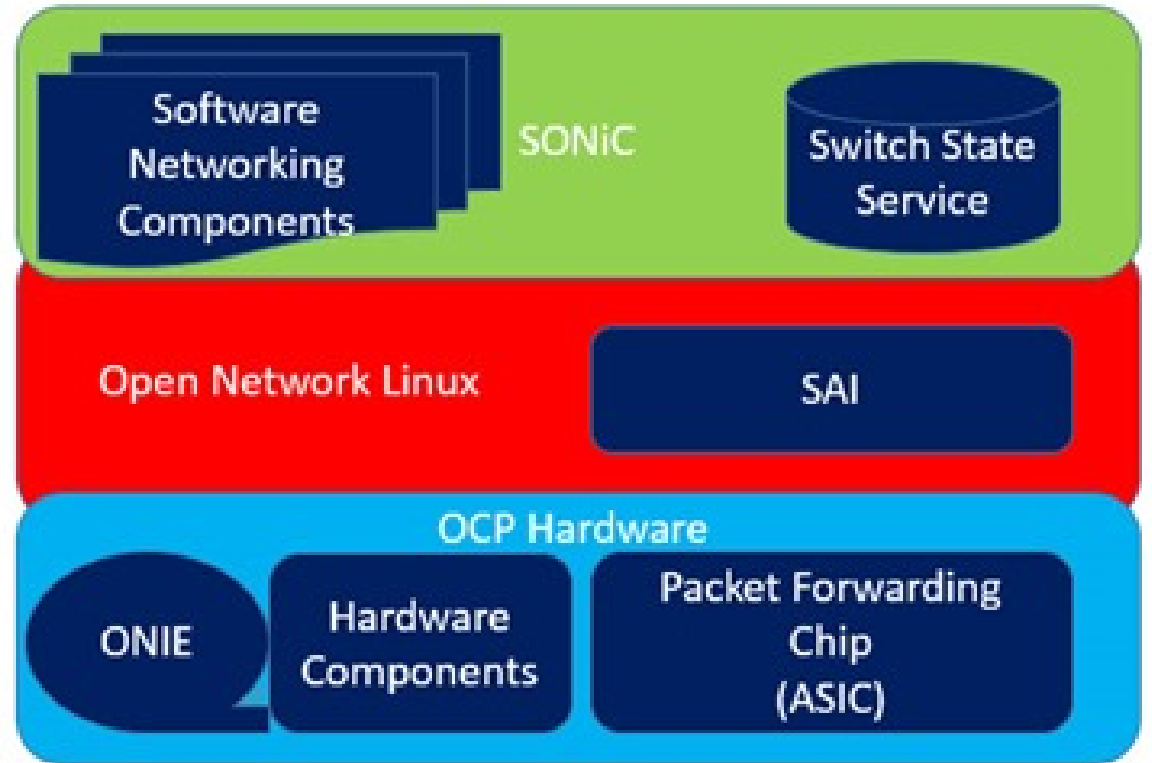 Software
Networking
Components
SONiC
Switch State
Service
Open Network Linux
SAI
OCP Hardware
ONIE
Hardware
Components
Packet Forwarding
Chip
(ASIC)